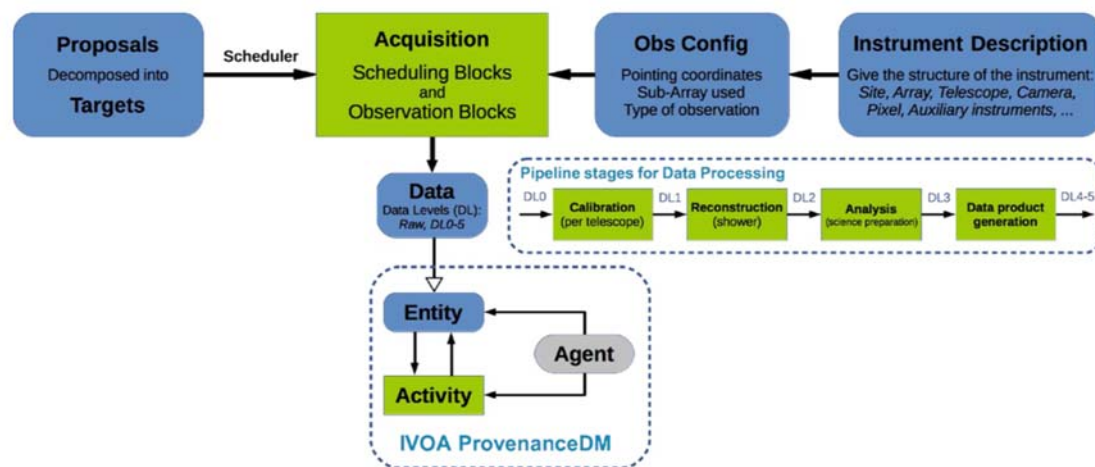 Proposals
Decomposed into
Targets
Scheduler
Acquisition
Scheduling Blocks
and
Observation Blocks
Obs Config
Pointing coordinates
Sub-Array used
Type of observation
Instrument Description
Give the structure of the instrument:
Site, Array, Telescope, Camera,
Pixel, Auxiliary instruments, ...
Data
Data Levels (DL):
Raw, DL0-5
Pipeline stages for Data Processing
DL0
Calibration
(per telescope)
DL1
Reconstruction
(shower)
DL2
Analysis
(science preparation)
DL3
Data product
generation
DL4-5
Entity
Agent
Activity
IVOA ProvenanceDM